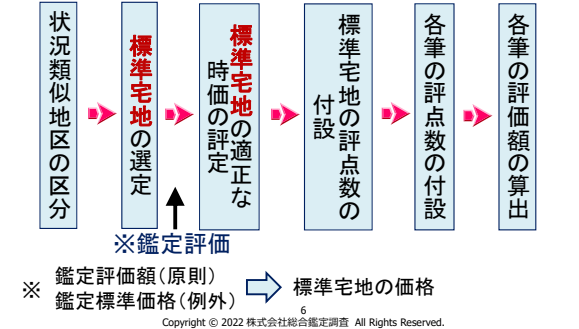 状況類似地区の区分
標準宅地の選定
標準宅地の適正な
時価の評定
標準宅地の評点数の
付設
各筆の評点数の付設
各筆の評価額の算出
※鑑定評価
※
鑑定評価額(原則)
鑑定標準価格(例外)
標準宅地の価格
6
Copyright © 2022 株式会社総合鑑定調査 All Rights Reserved.